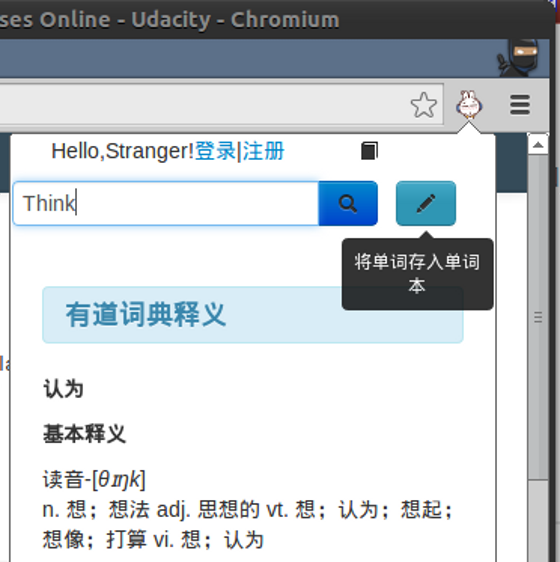 ses Online - Udacity - Chromium
Hello,Stranger!登录|注册
Think
将单词存入单词
本
有道词典释义
认为
基本释义
读音-[θɪŋk]
n. 想；想法 adj. 思想的 vt. 想；认为；想起；
想像；打算 vi. 想；认为